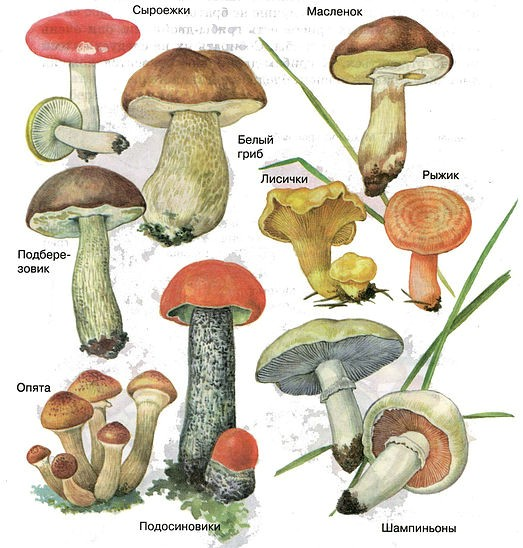 Сыроежки
Масленок
Белый
гриб
Лисички
Рыжик
Подбере-
зовик
Опята
Подосиновики
Шампиньоны